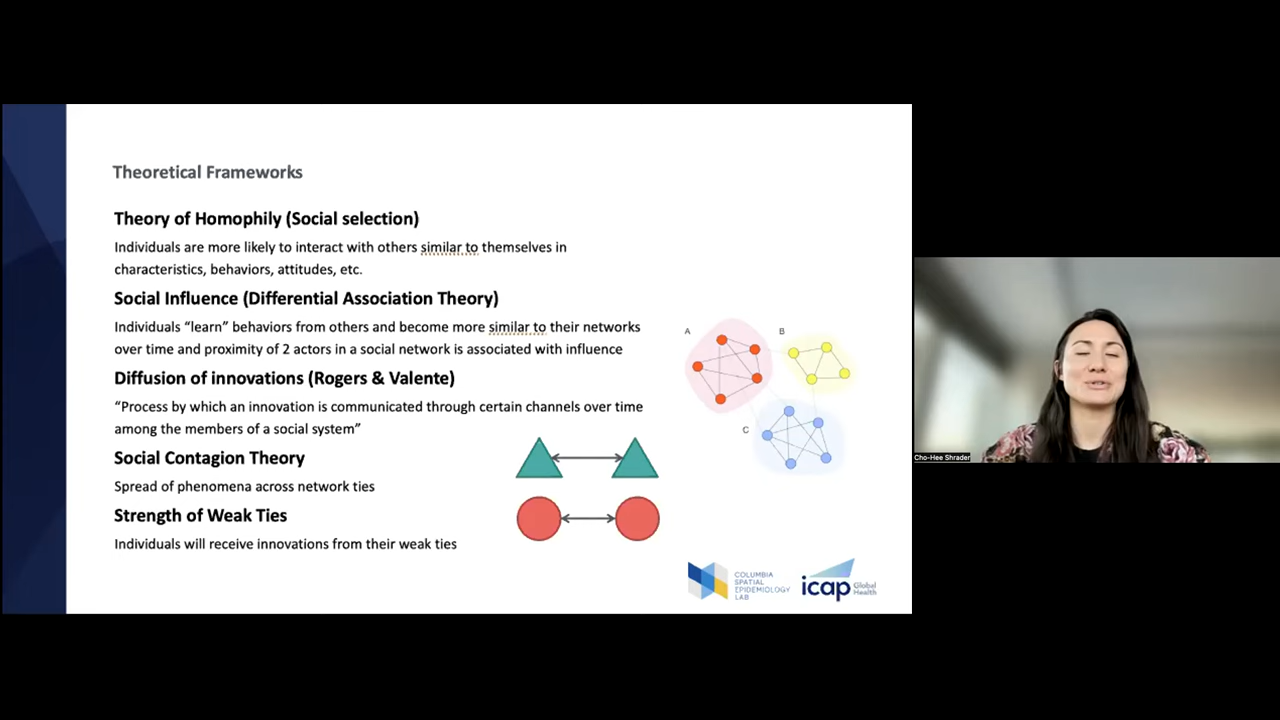 Theoretical Frameworks
Theory of Homophily (Social selection)
Individuals are more likely to interact with others similar to themselves in
characteristics, behaviors, attitudes, etc.
Social Influence (Differential Association Theory)
Individuals “learn” behaviors from others and become more similar to their networks
over time and proximity of 2 actors in a social network is associated with influence
Diffusion of innovations (Rogers & Valente)
“Process by which an innovation is communicated through certain channels over time
among the members of a social system”
Social Contagion Theory
Spread of phenomena across network ties
Strength of Weak Ties
Individuals will receive innovations from their weak ties
A
B
C
COLUMBIA
SPATIAL
EPIDEMIOLOGY
LAB
icap Global
Health
Cho-Hee Shrader